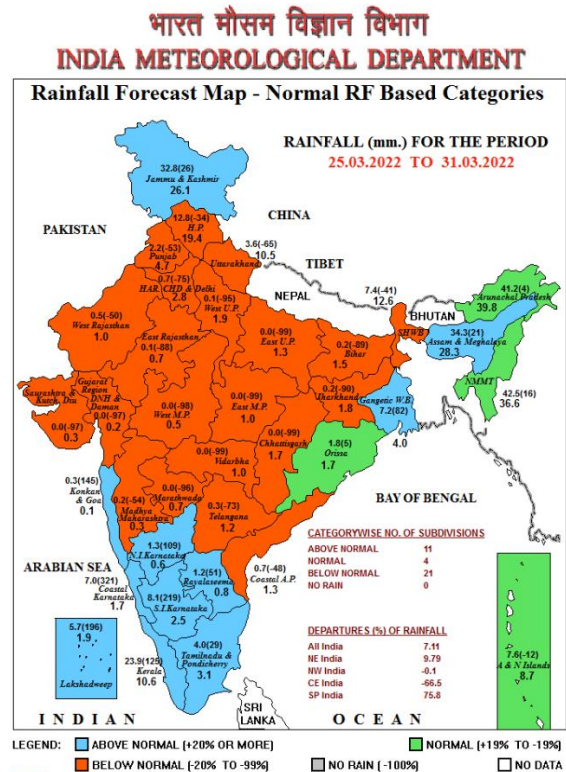 भारत मौसम विज्ञान विभाग
INDIA METEOROLOGICAL DEPARTMENT
Rainfall Forecast Map - Normal RF Based Categories
RAINFALL (mm.) FOR THE PERIOD
25.03.2022 TO 31.03.2022
32.8(26)
Jammu & Kashmir
26.1
PAKISTAN
CHINA
12.8(-34)
H.P.
19.4
2.2(-53)
Punjab
4.7
3.6(-65)
10.5
Uttarakhand
TIBET
0.7(-75)
HAR. CHD & Delhi
2.8
NEPAL
0.1(-95)
West U.P.
1.9
7.4(-41)
12.6
SHWB
BHUTAN
41.2(4)
Arunachal Pradesh
39.8
0.5(-50)
West Rajasthan
1.0
East Rajasthan
0.1(-88)
0.7
0.0(-99)
East U.P.
1.3
0.2(-89)
Bihar
1.5
34.3(21)
Assam & Meghalaya
28.3
NMMT
42.5(16)
36.6
Gujarat
Region
DNH &
Daman
0.0(-97)
0.2
Saurashtra &
Kutch, Diu
0.0(-97)
0.3
0.0(-98)
West M.P.
0.5
0.0(-99)
East M.P.
1.0
0.2(-90)
Jharkhand
1.8
Gangetic W.B.
7.2(82)
4.0
0.0(-99)
Chhattisgarh
1.7
1.8(5)
Orissa
1.7
0.0(-99)
Vidarbha
1.0
BAY OF BENGAL
0.3(145)
Konkan
& Goa
0.1
0.2(-54)
Madhya
Maharashtra
0.3
0.0(-96)
Marathwada
0.7
0.3(-73)
Telangana
1.2
ARABIAN SEA
1.3(109)
N.I.Karnataka
0.6
1.2(51)
Rayalaseema
0.8
0.7(-48)
Coastal A.P.
1.3
7.0(321)
Coastal
Karnataka
1.7
8.1(219)
S.I.Karnataka
2.5
5.7(196)
1.9
Lakshadweep
23.9(125)
Kerala
10.6
4.0(29)
Tamilnadu &
Pondicherry
3.1
7.6(-12)
A & N Islands
8.7
CATEGORYWISE NO. OF SUBDIVISIONS
ABOVE NORMAL 11
NORMAL 4
BELOW NORMAL 21
NO RAIN 0
DEPARTURES (%) OF RAINFALL
All India 7.11
NE India 9.79
NW India -0.1
CE India -66.5
SP India 75.8
SRI
LANKA
INDIAN OCEAN
LEGEND: ABOVE NORMAL (+20% OR MORE) NORMAL (+19% TO -19%)
BELOW NORMAL (-20% TO -99%) NO RAIN (-100%) NO DATA